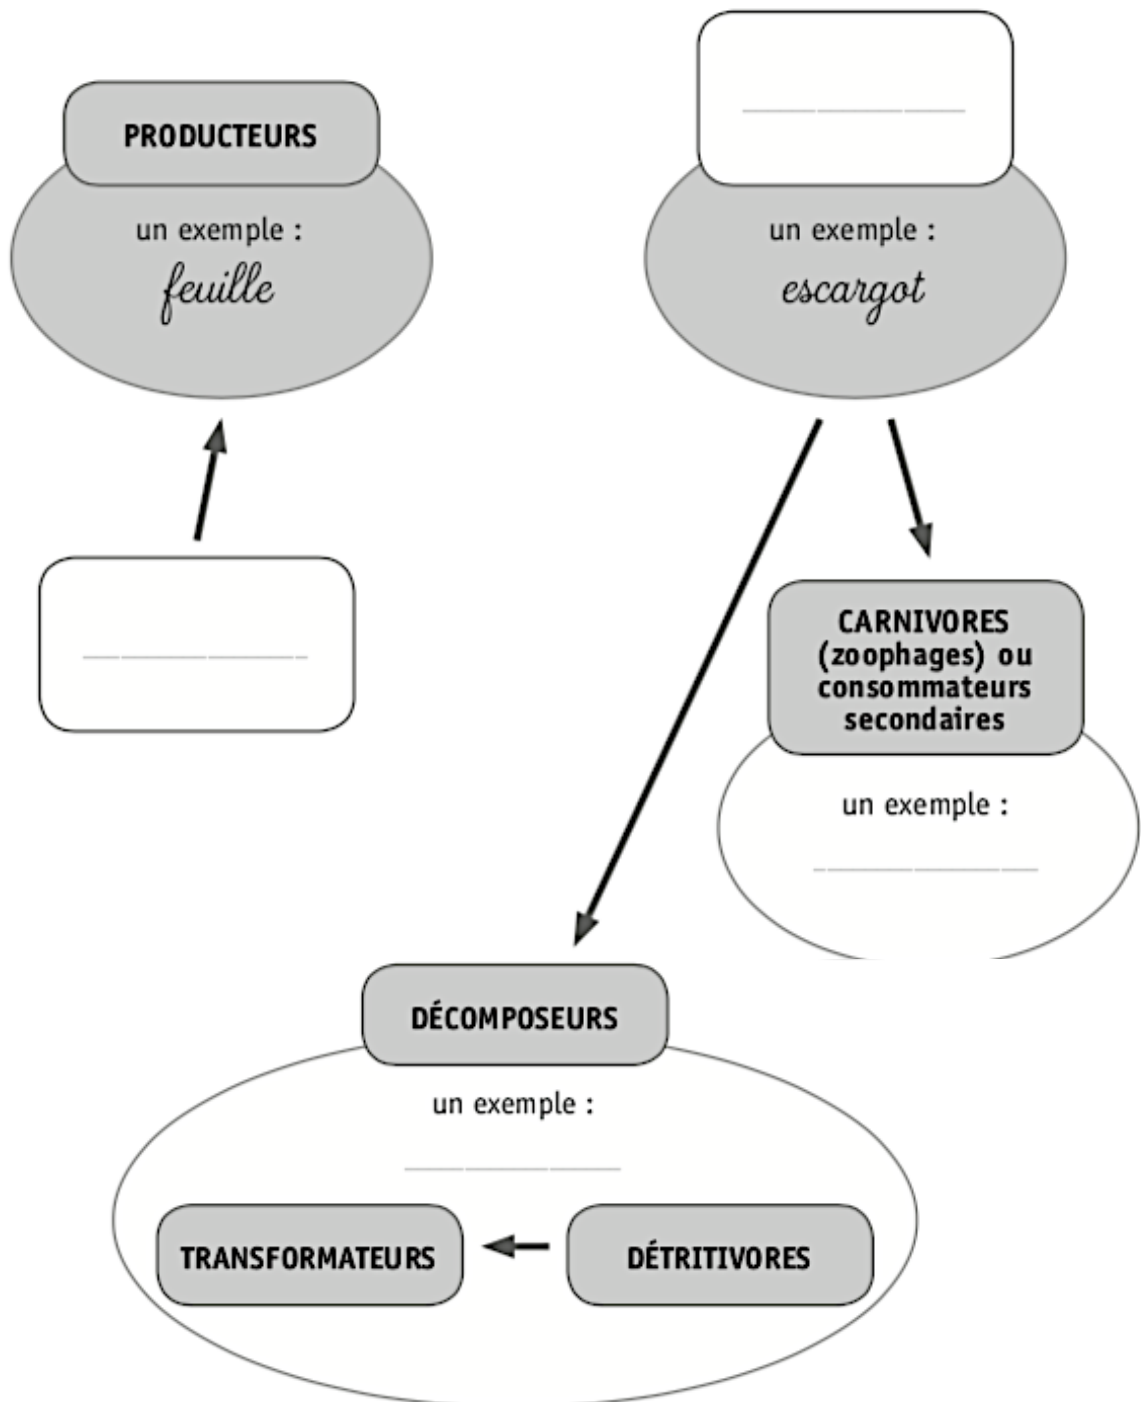 PRODUCTEURS
un exemple :
feuille
un exemple :
escargot
CARNIVORES
(zoophages) ou
consommateurs
secondaires
un exemple :
DÉCOMPOSEURS
un exemple :
TRANSFORMATEURS
DÉTRITIVORES